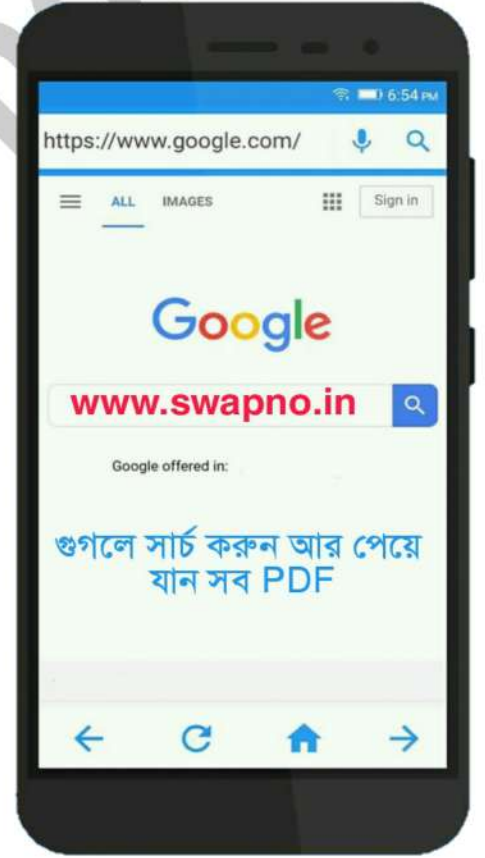 6:54 PM
https://www.google.com/
ALL IMAGES Sign in
Google
www.swapno.in
Google offered in:
গুগলে সার্চ করুন আর পেয়ে
যান সব PDF